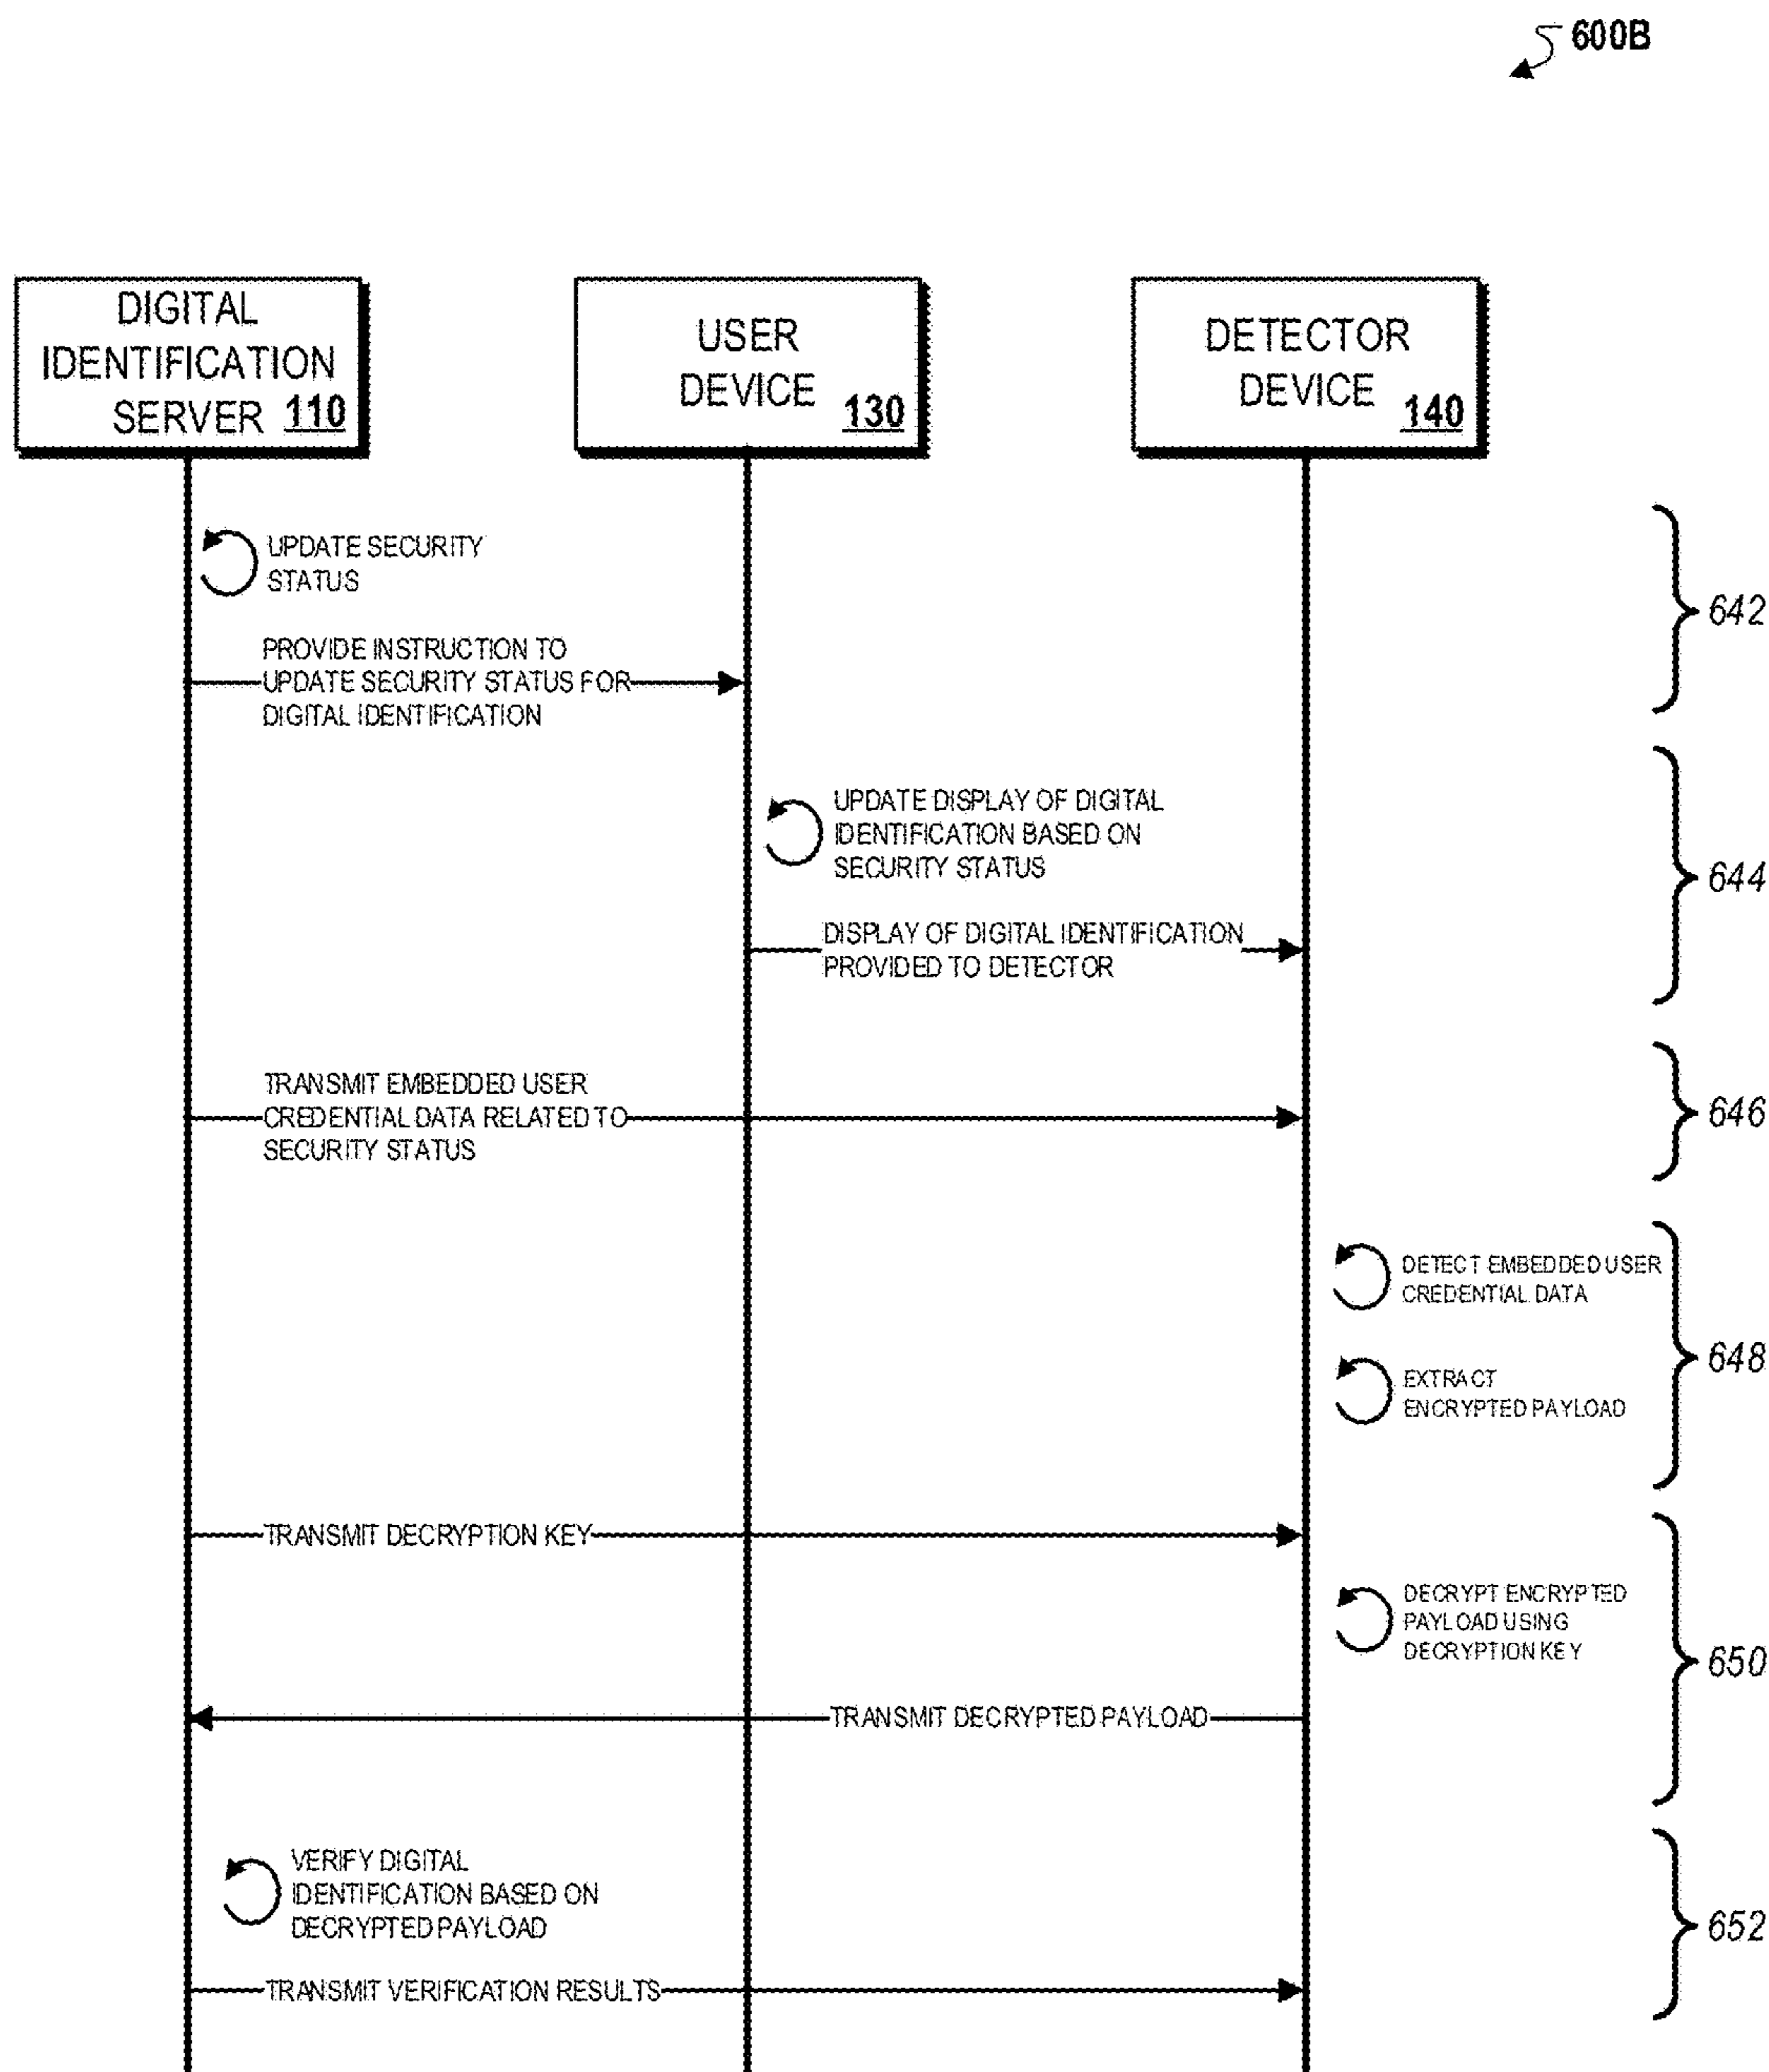 600B
DIGITAL
IDENTIFICATION
SERVER 110
USER
DEVICE 130
DETECTOR
DEVICE 140
UPDATE SECURITY
STATUS
642
PROVIDE INSTRUCTION TO
UPDATE SECURITY STATUS FOR
DIGITAL IDENTIFICATION
UPDATE DISPLAY OF DIGITAL
IDENTIFICATION BASED ON
SECURITY STATUS
644
DISPLAY OF DIGITAL IDENTIFICATION
PROVIDED TO DETECTOR
TRANSMIT EMBEDDED USER
CREDENTIAL DATA RELATED TO
SECURITY STATUS
646
DETECT EMBEDDED USER
CREDENTIAL DATA
648
EXTRACT
ENCRYPTED PAYLOAD
TRANSMIT DECRYPTION KEY
DECRYPT ENCRYPTED
PAYLOAD USING
DECRYPTION KEY
650
TRANSMIT DECRYPTED PAYLOAD
VERIFY DIGITAL
IDENTIFICATION BASED ON
DECRYPTED PAYLOAD
652
TRANSMIT VERIFICATION RESULTS